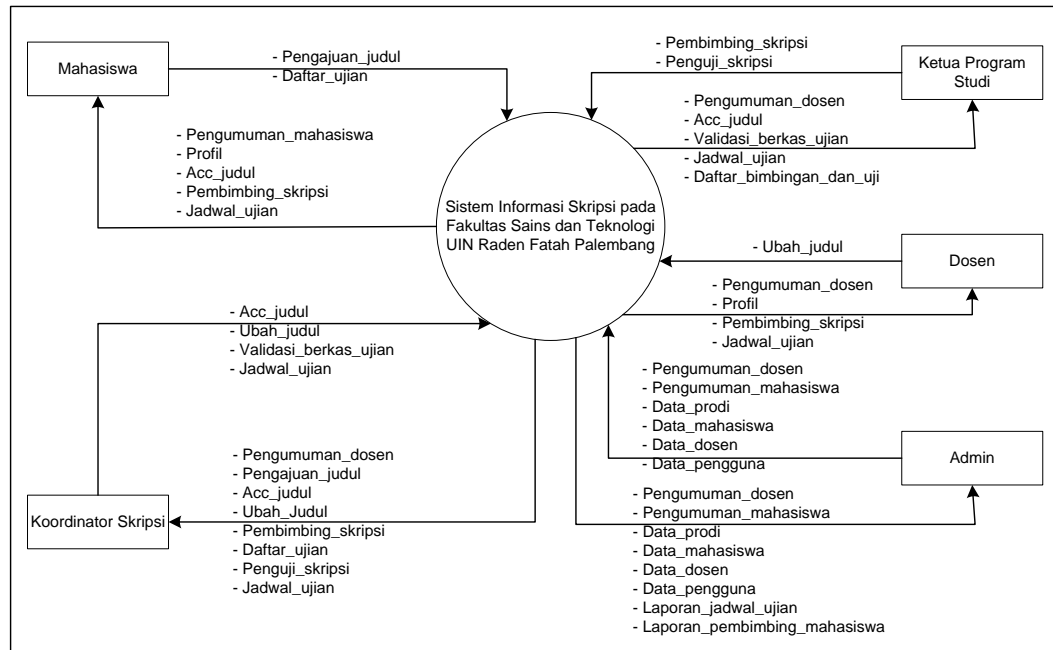 Mahasiswa
- Pengajuan_judul
- Daftar_ujian
- Pengumuman_mahasiswa
- Profil
- Acc_judul
- Pembimbing_skripsi
- Jadwal_ujian
- Pembimbing_skripsi
- Penguji_skripsi
Ketua Program
Studi
- Pengumuman_dosen
- Acc_judul
- Validasi_berkas_ujian
- Jadwal_ujian
- Daftar_bimbingan_dan_uji
Sistem Informasi Skripsi pada
Fakultas Sains dan Teknologi
UIN Raden Fatah Palembang
- Ubah_judul
Dosen
- Pengumuman_dosen
- Profil
- Pembimbing_skripsi
- Jadwal_ujian
- Acc_judul
- Ubah_judul
- Validasi_berkas_ujian
- Jadwal_ujian
- Pengumuman_dosen
- Pengumuman_mahasiswa
- Data_prodi
- Data_mahasiswa
- Data_dosen
- Data_pengguna
Admin
Koordinator Skripsi
- Pengumuman_dosen
- Pengajuan_judul
- Acc_judul
- Ubah_Judul
- Pembimbing_skripsi
- Daftar_ujian
- Penguji_skripsi
- Jadwal_ujian
- Pengumuman_dosen
- Pengumuman_mahasiswa
- Data_prodi
- Data_mahasiswa
- Data_dosen
- Data_pengguna
- Laporan_jadwal_ujian
- Laporan_pembimbing_mahasiswa